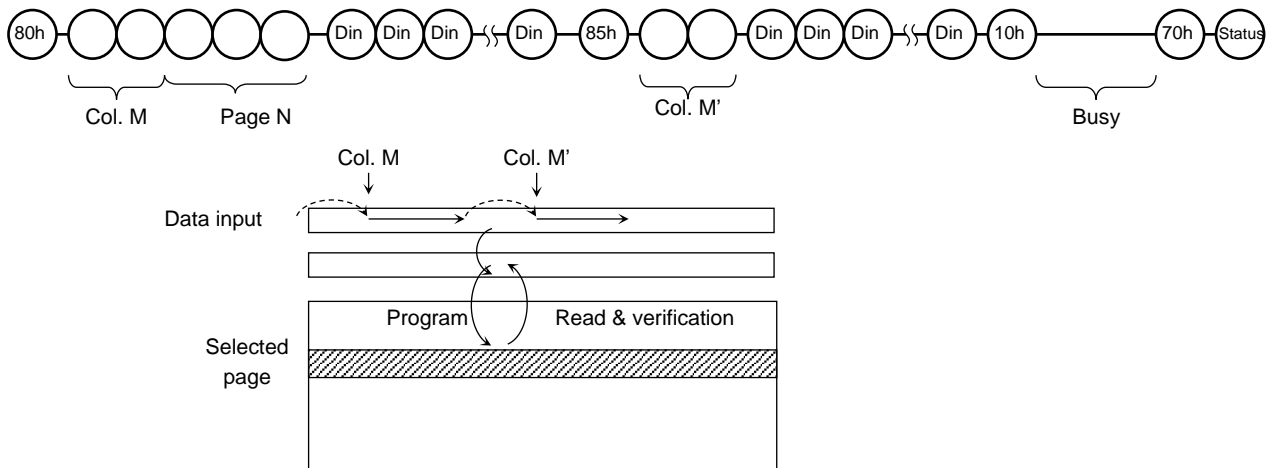 80h Din Din Din Din 85h Din Din Din Din 10h 70h Status
Col. M Page N Col. M’ Busy
Col. M Col. M’
Data input
Program Read & verification
Selected
page